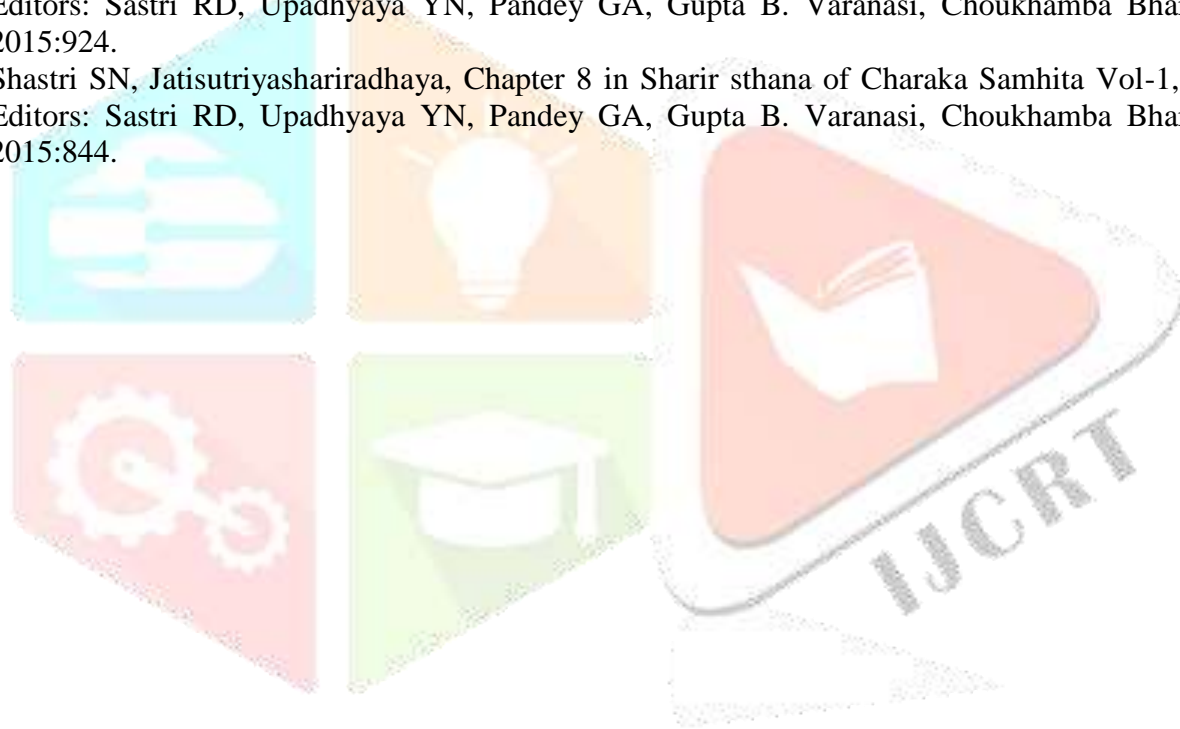 Editors: Sastri RD, Upadhyaya YN, Pandey GA, Gupta B. Varanasi, Choukhamba
2015:924.
Shastri SN, Jatisutriyashariradhaya, Chapter 8 in Sharir sthana of Charaka Samhita Vol-1,
Editors: Sastri RD, Upadhyaya YN, Pandey GA, Gupta B. Varanasi, Choukhamba
2015:844.
IJCRT